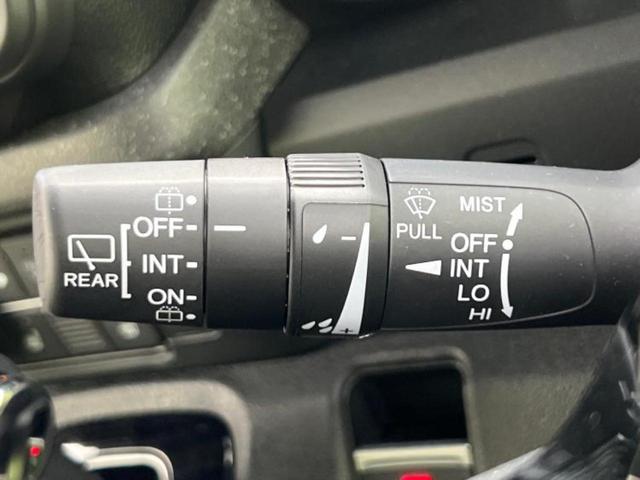 OFF
INT
ON
REAR
PULL
MIST
OFF
INT
LO
HI